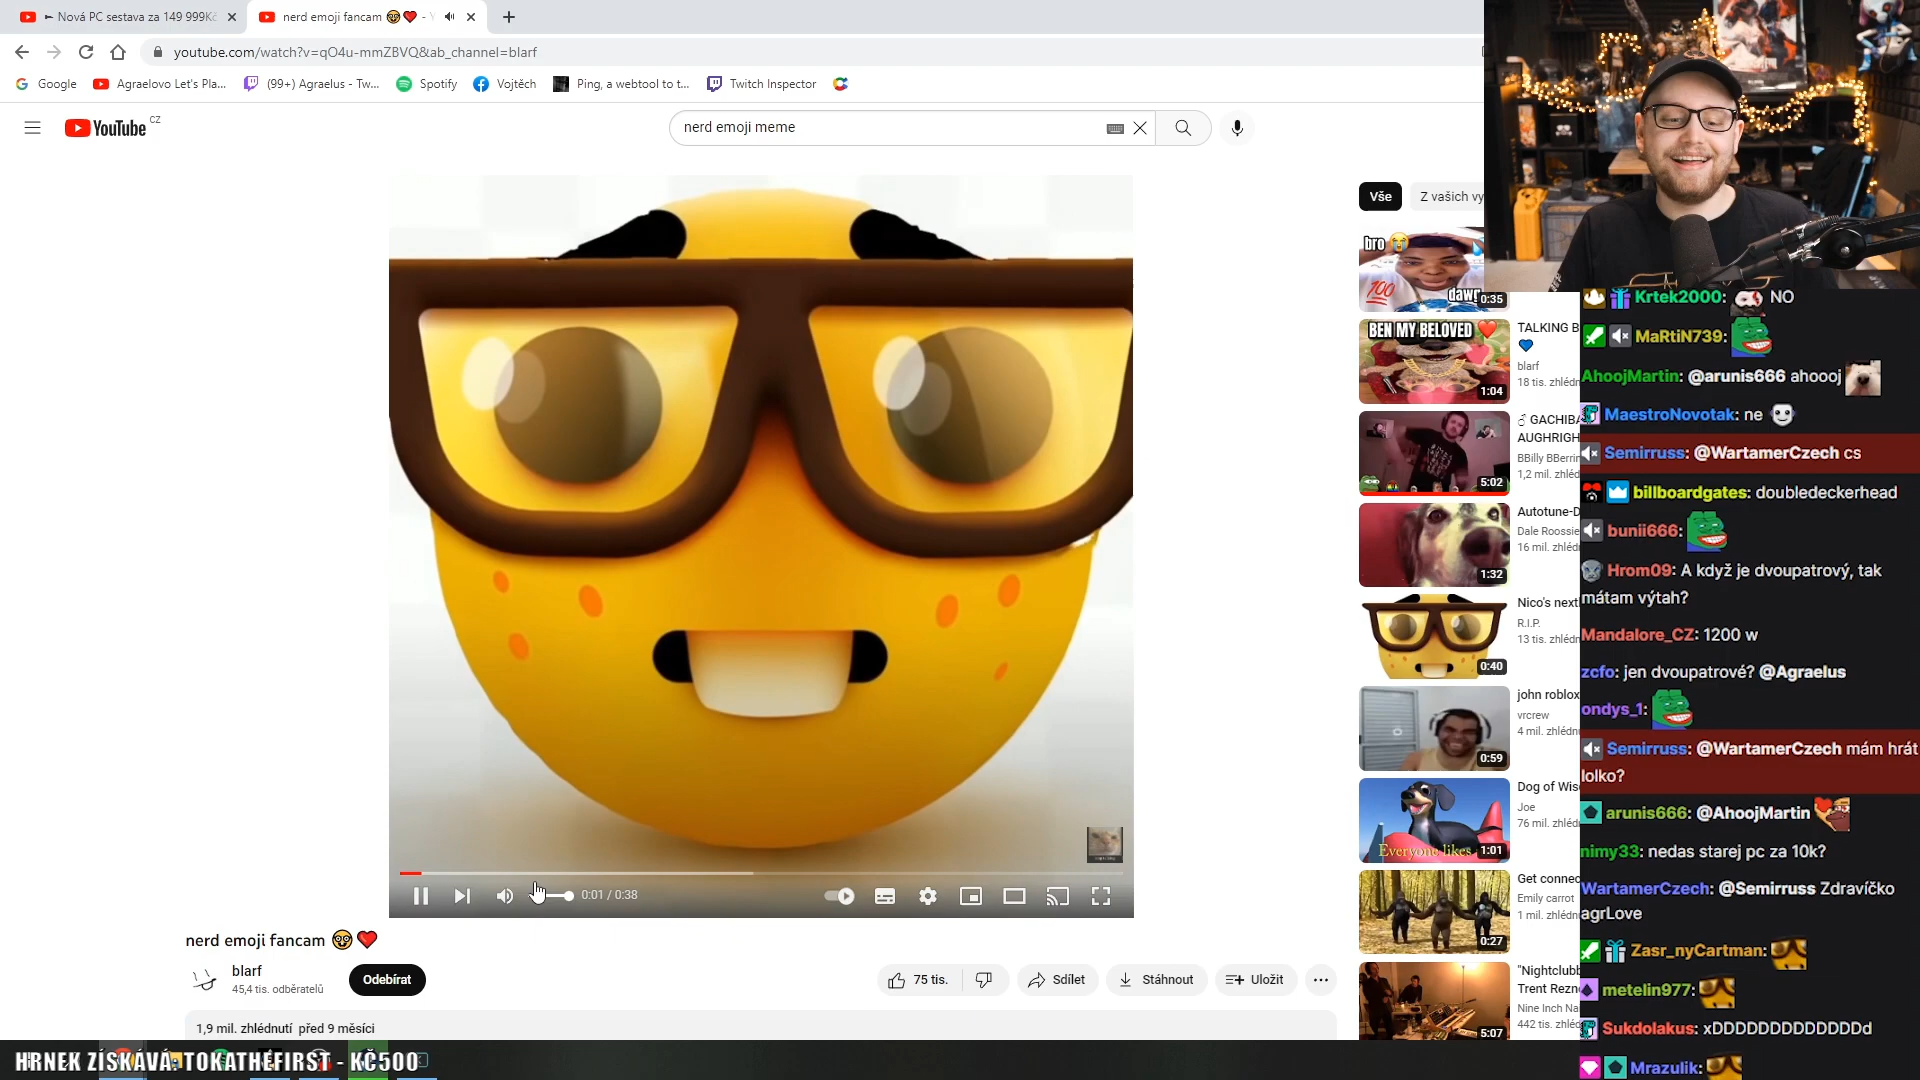 Nová PC sestava za 149 999Kč
nerd emoji fancam
youtube.com/watch?v=qO4u-mmZBVQ&ab_channel=blarf
Google
Agraelovo Let's Pla...
(99+) Agraelus - Tw...
Spotify
Vojtěch
Ping, a webtool to t...
Twitch Inspector
YouTube CZ
nerd emoji meme
Vše
Z vašich vy
bro
100
dawg
0:35
BEN MY BELOVED
1:04
TALKING B
blarf
18 tis. zhlédn
5:02
GACHIBA
AUGHRIGH
BBilly BBerrin
1,2 mil. zhléd
1:32
Autotune-D
Dale Roossie
16 mil. zhlédn
0:40
Nico's next
R.I.P.
13 tis. zhlédn
0:59
john roblox
vrcrew
4 mil. zhlédnu
Everyone likes
1:01
Dog of Wis
Joe
76 mil. zhléd
0:27
Get connec
Emily carrot
1 mil. zhlédnu
5:07
"Nightclubb
Trent Rezno
Nine Inch Na
442 tis. zhléd
0:01 / 0:38
nerd emoji fancam
blarf
45,4 tis. odběratelů
Odebírat
75 tis.
Sdílet
Stáhnout
Uložit
1,9 mil. zhlédnutí před 9 měsíci
Krtek2000: NO
MaRtiN739:
AhoojMartin: @arunis666 ahoooj
MaestroNovotak: ne
Semirruss: @WartamerCzech cs
billboardgates: doubledeckerhead
bunii666:
Hrom09: A když je dvoupatrový, tak
mátam výtah?
Mandalore_CZ: 1200 w
zcfo: jen dvoupatrové? @Agraelus
ondys_1:
Semirruss: @WartamerCzech mám hrát
lolko?
arunis666: @AhoojMartin
nimy33: nedas starej pc za 10k?
WartamerCzech: @Semirruss Zdravíčko
agrLove
Zasr_nyCartman:
metelin977:
Sukdolakus: xDDDDDDDDDDDDDd
Mrazulik:
HRNEK ZÍSKÁVÁ: TOKATHEFIRST - KČ500